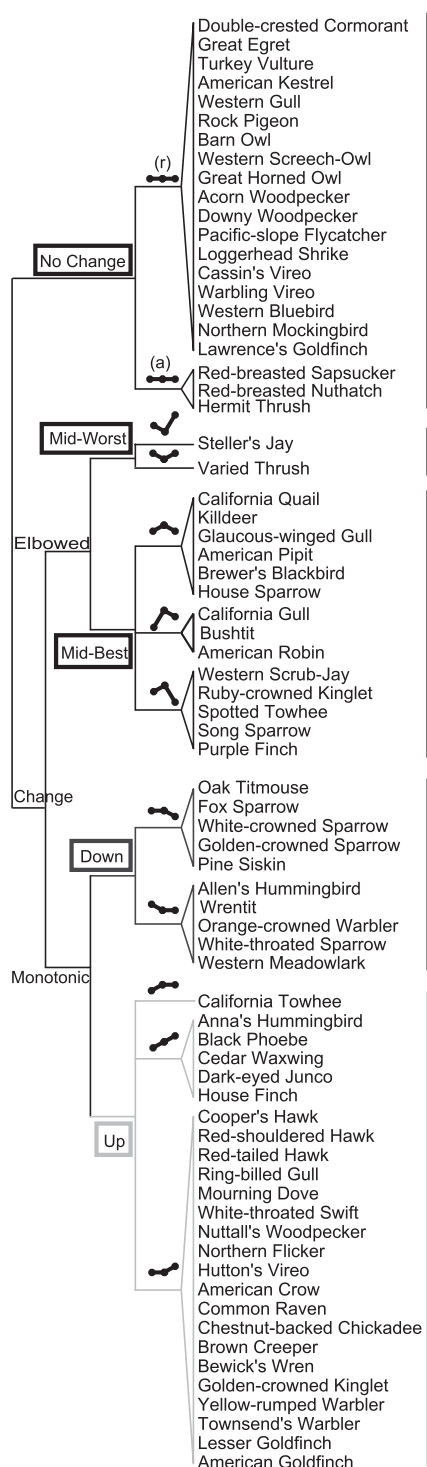 Double-crested Cormorant
Great Egret
Turkey Vulture
American Kestrel
Western Gull
Rock Pigeon
Barn Owl
Western Screech-Owl
(r)
Great Horned Owl
Acorn Woodpecker
Downy Woodpecker
Pacific-slope Flycatcher
Loggerhead Shrike
No Change
Cassin's Vireo
Warbling Vireo
Western Bluebird
Northern Mockingbird
Lawrence's Goldfinch
(a)
Red-breasted Sapsucker
Red-breasted Nuthatch
Hermit Thrush
Mid-Worst
Steller's Jay
Varied Thrush
California Quail
Killdeer
Elbowed
Glaucous-winged Gull
American Pipit
Brewer's Blackbird
House Sparrow
California Gull
Bushtit
Mid-Best
American Robin
Western Scrub-Jay
Ruby-crowned Kinglet
Spotted Towhee
Song Sparrow
Purple Finch
Change
Oak Titmouse
Fox Sparrow
White-crowned Sparrow
Down
Golden-crowned Sparrow
Pine Siskin
Allen's Hummingbird
Wrentit
Orange-crowned Warbler
White-throated Sparrow
Western Meadowlark
Monotonic
California Towhee
Anna's Hummingbird
Black Phoebe
Cedar Waxwing
Dark-eyed Junco
House Finch
Cooper's Hawk
Up
Red-shouldered Hawk
Red-tailed Hawk
Ring-billed Gull
Mourning Dove
White-throated Swift
Nuttall's Woodpecker
Northern Flicker
Hutton's Vireo
American Crow
Common Raven
Chestnut-backed Chickadee
Brown Creeper
Bewick's Wren
Golden-crowned Kinglet
Yellow-rumped Warbler
Townsend's Warbler
Lesser Goldfinch
American Goldfinch